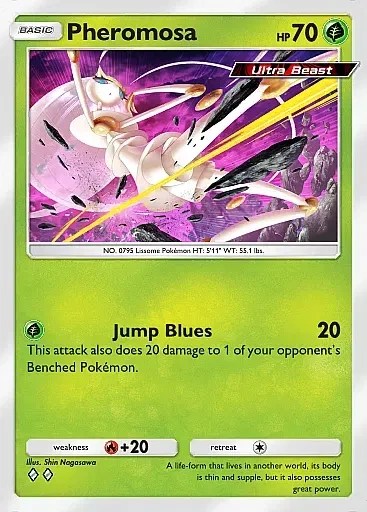 BASIC Pheromosa HP 70
Ultra Beast
NO. 0795 Lissome Pokémon HT: 5'11" WT: 55.1 lbs.
Jump Blues 20
This attack also does 20 damage to 1 of your opponent's
Benched Pokémon.
weakness +20 retreat
Illus. Shin Nagasawa
A life-form that lives in another world, its body
is thin and supple, but it also possesses
great power.